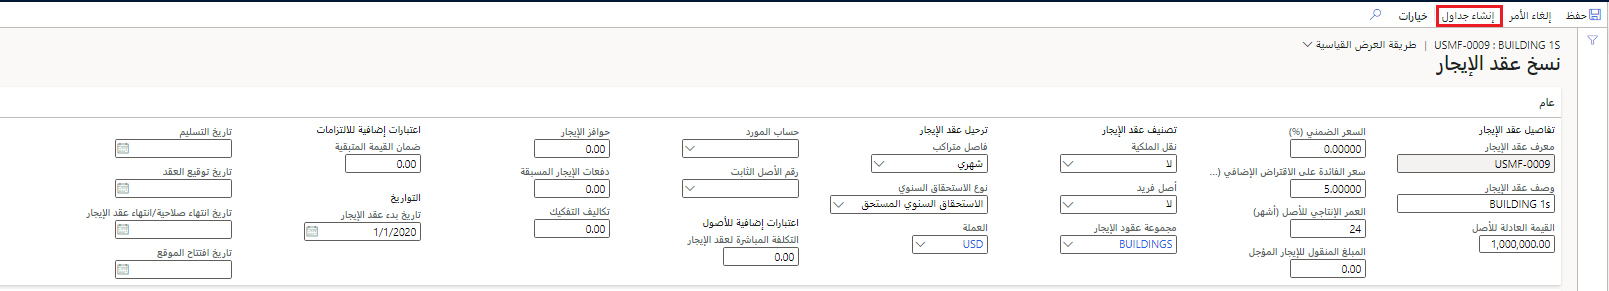 حفظ
إلغاء الأمر
إنشاء جداول
خيارات
USMF-0009 : BUILDING 1S | طريقة العرض القياسية
نسخ عقد الإيجار
عام
تفاصيل عقد الإيجار
معرف عقد الإيجار
USMF-0009
وصف عقد الإيجار
BUILDING 1s
القيمة العادلة للأصل
1,000,000.00
السعر الضمني (%)
0.00000
سعر الفائدة على الاقتراض الإضافي (...
5.00000
العمر الإنتاجي للأصل (أشهر)
24
المبلغ المنقول للإيجار المؤجل
0.00
تصنيف عقد الإيجار
نقل الملكية
لا
أصل فريد
لا
مجموعة عقود الإيجار
BUILDINGS
ترحيل عقد الإيجار
فاصل متراكب
شهري
نوع الاستحقاق السنوي
الاستحقاق السنوي المستحق
العملة
USD
حساب المورد
رقم الأصل الثابت
اعتبارات إضافية للأصول
التكلفة المباشرة لعقد الإيجار
0.00
حوافز الإيجار
0.00
دفعات الإيجار المسبقة
0.00
تكاليف التفكيك
0.00
اعتبارات إضافية للالتزامات
ضمان القيمة المتبقية
0.00
التواريخ
تاريخ بدء عقد الإيجار
1/1/2020
تاريخ التسليم
تاريخ توقيع العقد
تاريخ انتهاء صلاحية/انتهاء عقد الإيجار
تاريخ افتتاح الموقع